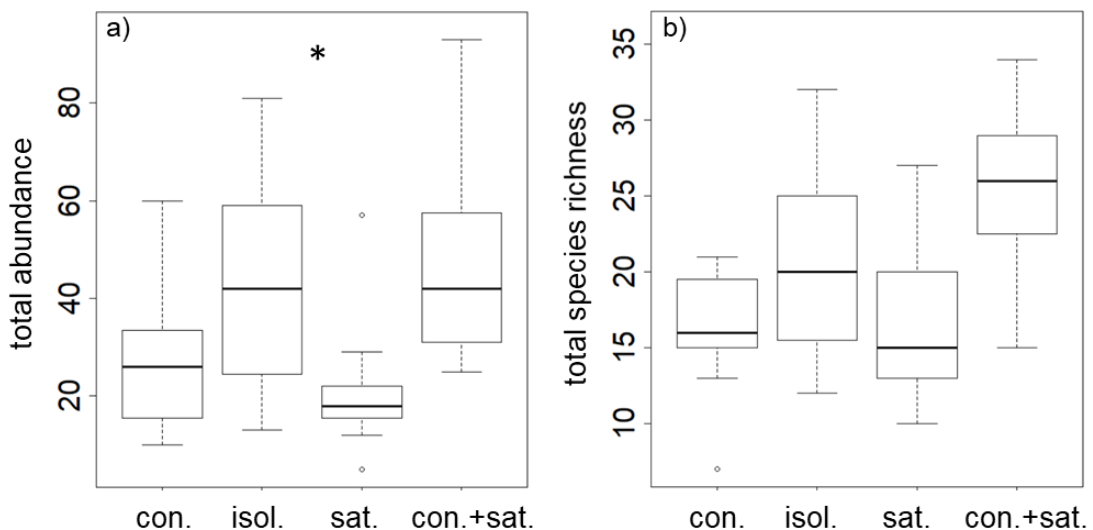 a)
*
total abundance
80
60
40
20
con. isol. sat. con.+sat.
b)
total species richness
35
30
25
20
15
10
con. isol. sat. con.+sat.